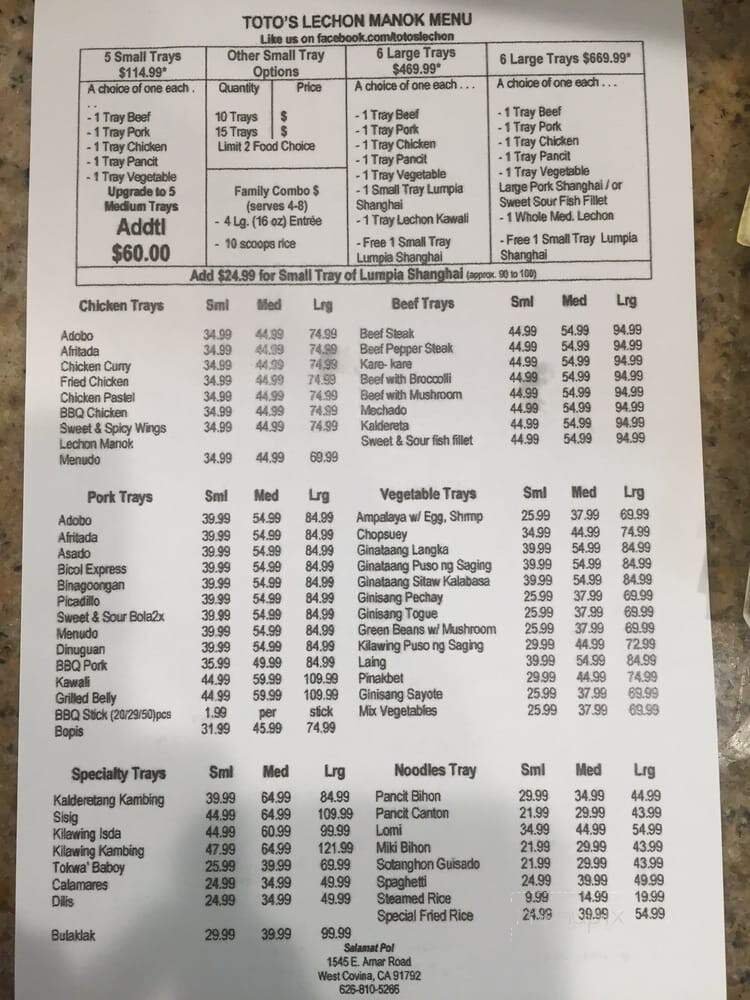 TOTO'S LECHON MANOK MENU
Like us on facebook.com/totoslechon
5 Small Trays
$114.99*
A choice of one each .
. .
- 1 Tray Beef
- 1 Tray Pork
- 1 Tray Chicken
- 1 Tray Pancit
- 1 Tray Vegetable
Upgrade to 5
Medium Trays
Addtl
$60.00
Other Small Tray
Options
Quantity Price
10 Trays $
15 Trays $
Limit 2 Food Choice
Family Combo $
(serves 4-8)
- 4 Lg. (16 oz) Entrée
- 10 scoops rice
6 Large Trays
$469.99*
A choice of one each . . .
- 1 Tray Beef
- 1 Tray Pork
- 1 Tray Chicken
- 1 Tray Pancit
- 1 Tray Vegetable
- 1 Small Tray Lumpia
Shanghai
- 1 Tray Lechon Kawali
- Free 1 Small Tray
Lumpia Shanghai
6 Large Trays $669.99*
A choice of one each . . .
- 1 Tray Beef
- 1 Tray Pork
- 1 Tray Chicken
- 1 Tray Pancit
- 1 Tray Vegetable
Large Pork Shanghai / or
Sweet Sour Fish Fillet
- 1 Whole Med. Lechon
- Free 1 Small Tray Lumpia
Shanghai
Add $24.99 for Small Tray of Lumpia Shanghai (approx. 90 to 100)
Chicken Trays Sml Med Lrg
Adobo 34.99 44.99 74.99
Afritada 34.99 44.99 74.99
Chicken Curry 34.99 44.99 74.99
Fried Chicken 34.99 44.99 74.99
Chicken Pastel 34.99 44.99 74.99
BBQ Chicken 34.99 44.99 74.99
Sweet & Spicy Wings 34.99 44.99 74.99
Lechon Manok
Menudo 34.99 44.99 69.99
Beef Trays Sml Med Lrg
Beef Steak 44.99 54.99 94.99
Beef Pepper Steak 44.99 54.99 94.99
Kare- kare 44.99 54.99 94.99
Beef with Broccolli 44.99 54.99 94.99
Beef with Mushroom 44.99 54.99 94.99
Mechado 44.99 54.99 94.99
Kaldereta 44.99 54.99 94.99
Sweet & Sour fish fillet 44.99 54.99 94.99
Pork Trays Sml Med Lrg
Adobo 39.99 54.99 84.99
Afritada 39.99 54.99 84.99
Asado 39.99 54.99 84.99
Bicol Express 39.99 54.99 84.99
Binagoongan 39.99 54.99 84.99
Picadillo 39.99 54.99 84.99
Sweet & Sour Bola2x 39.99 54.99 84.99
Menudo 39.99 54.99 84.99
Dinuguan 39.99 54.99 84.99
BBQ Pork 35.99 49.99 84.99
Kawali 44.99 59.99 109.99
Grilled Belly 44.99 59.99 109.99
BBQ Stick (20/29/50)pcs 1.99 per stick
Bopis 31.99 45.99 74.99
Vegetable Trays Sml Med Lrg
Ampalaya w/ Egg, Shrmp 25.99 37.99 69.99
Chopsuey 34.99 44.99 74.99
Ginataang Langka 39.99 54.99 84.99
Ginataang Puso ng Saging 39.99 54.99 84.99
Ginataang Sitaw Kalabasa 39.99 54.99 84.99
Ginisang Pechay 25.99 37.99 69.99
Ginisang Togue 25.99 37.99 69.99
Green Beans w/ Mushroom 25.99 37.99 69.99
Kilawing Puso ng Saging 29.99 44.99 72.99
Laing 39.99 54.99 84.99
Pinakbet 29.99 44.99 74.99
Ginisang Sayote 25.99 37.99 69.99
Mix Vegetables 25.99 37.99 69.99
Specialty Trays Sml Med Lrg
Kalderetang Kambing 39.99 64.99 84.99
Sisig 44.99 64.99 109.99
Kilawing Isda 44.99 60.99 99.99
Kilawing Kambing 47.99 64.99 121.99
Tokwa' Baboy 25.99 39.99 69.99
Calamares 24.99 34.99 49.99
Dilis 24.99 34.99 49.99
Bulaklak 29.99 39.99 99.99
Noodles Tray Sml Med Lrg
Pancit Bihon 29.99 34.99 44.99
Pancit Canton 21.99 29.99 43.99
Lomi 34.99 44.99 54.99
Miki Bihon 21.99 29.99 43.99
Sotanghon Guisado 21.99 29.99 43.99
Spaghetti 24.99 39.99 49.99
Steamed Rice 9.99 14.99 19.99
Special Fried Rice 24.99 39.99 54.99
Salamat Po!
1545 E. Amar Road
West Covina, CA 91792
626-810-5266